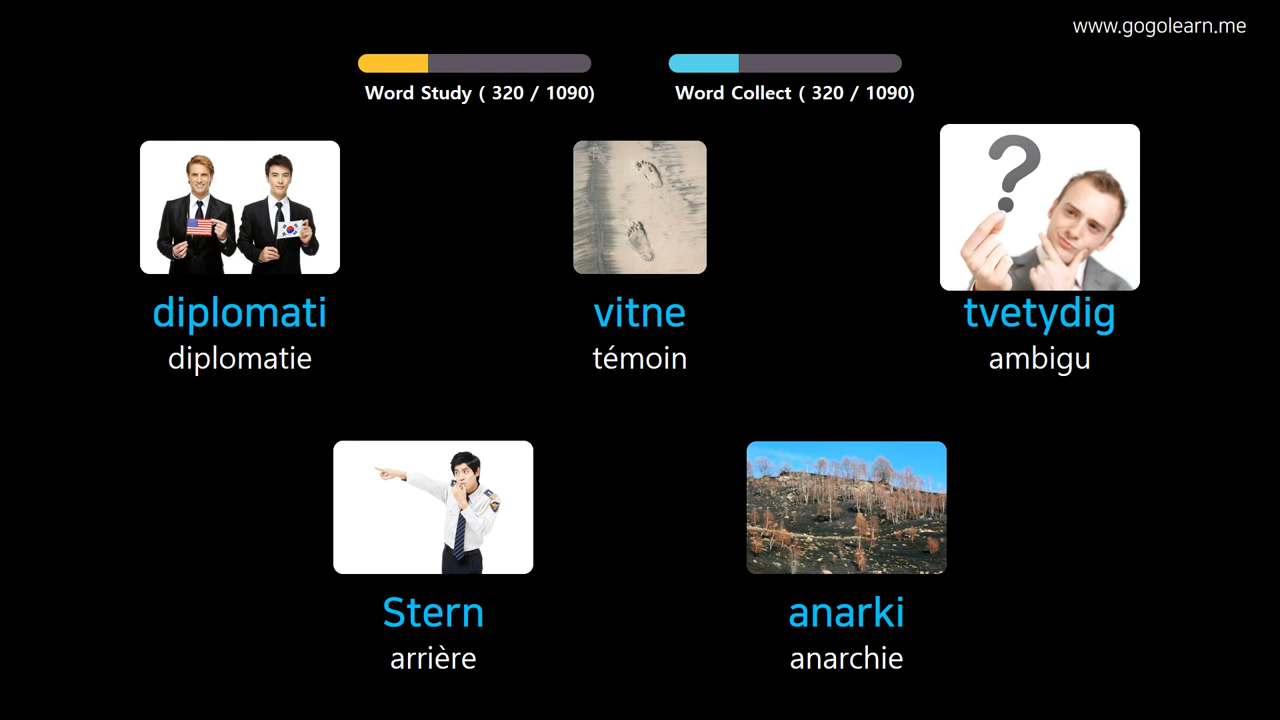 www.gogolearn.me
Word Study ( 320 / 1090)
Word Collect ( 320 / 1090)
diplomati
diplomatie
vitne
témoin
tvetydig
ambigu
Stern
arrière
anarki
anarchie